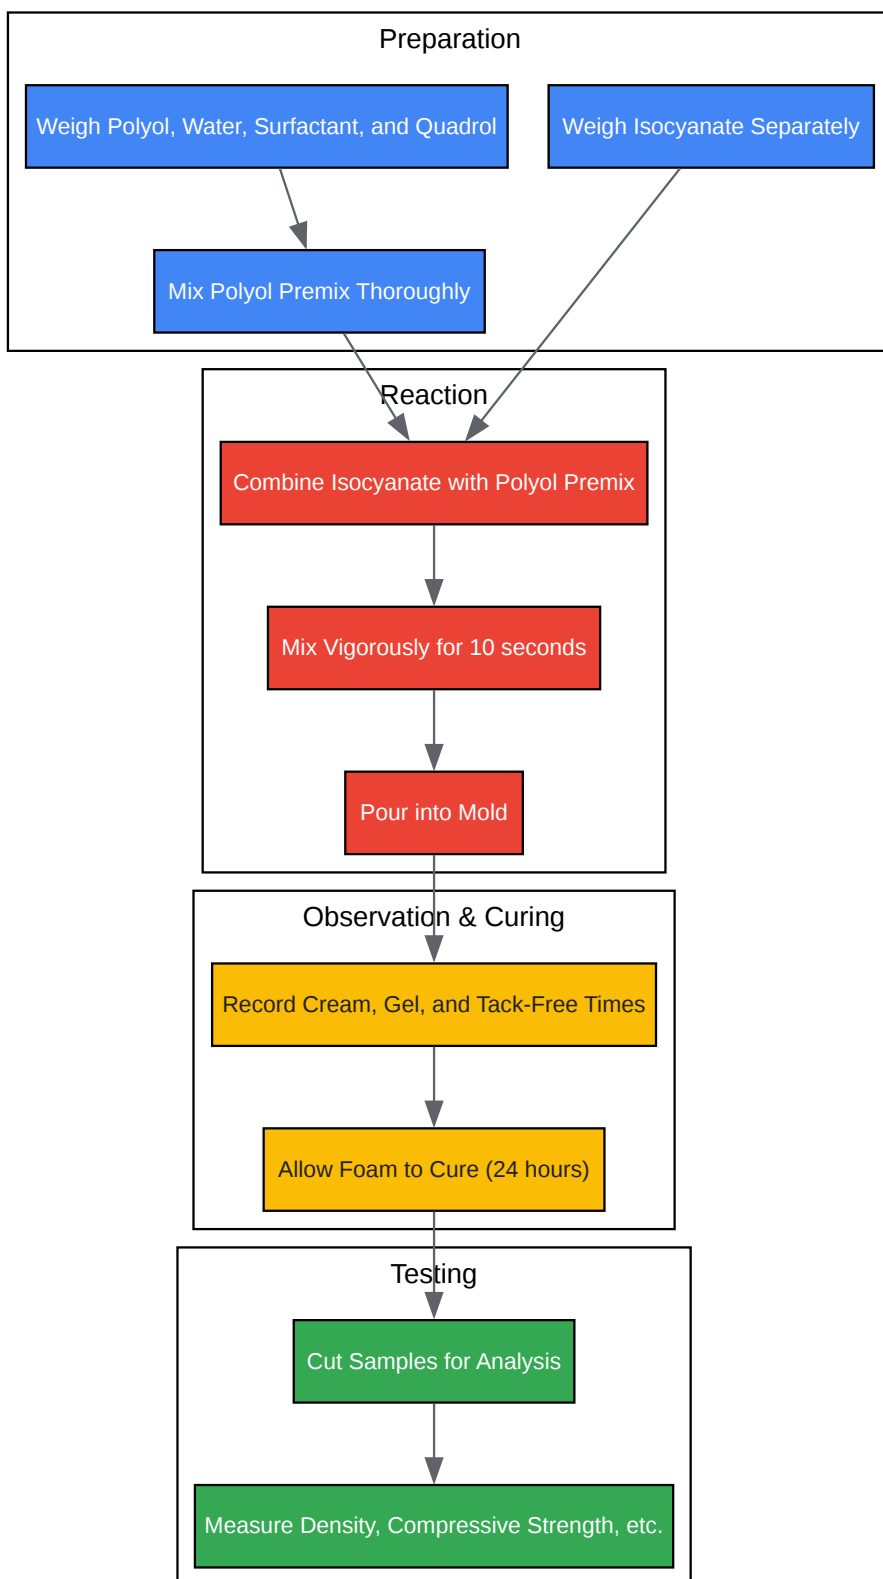 Preparation
Weigh Polyol, Water, Surfactant, and Quadrol
Weigh Isocyanate Separately
Mix Polyol Premix Thoroughly
Reaction
Combine Isocyanate with Polyol Premix
Mix Vigorously for 10 seconds
Pour into Mold
Observation & Curing
Record Cream, Gel, and Tack-Free Times
Allow Foam to Cure (24 hours)
Testing
Cut Samples for Analysis
Measure Density, Compressive Strength, etc.